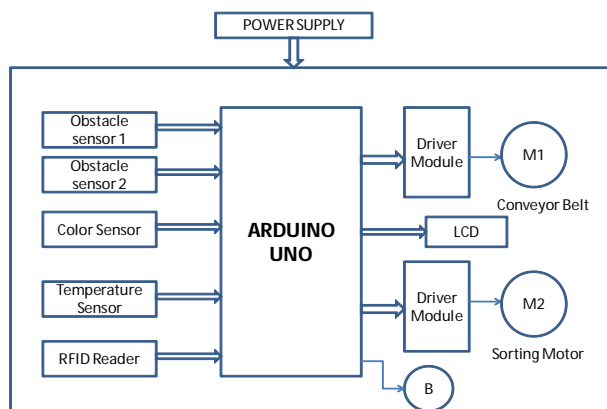 POWER SUPPLY
Obstacle
sensor 1
Obstacle
sensor 2
Color Sensor
Temperature
Sensor
RFID Reader
ARDUINO
UNO
Driver
Module
M1
Conveyor Belt
LCD
Driver
Module
M2
Sorting Motor
B